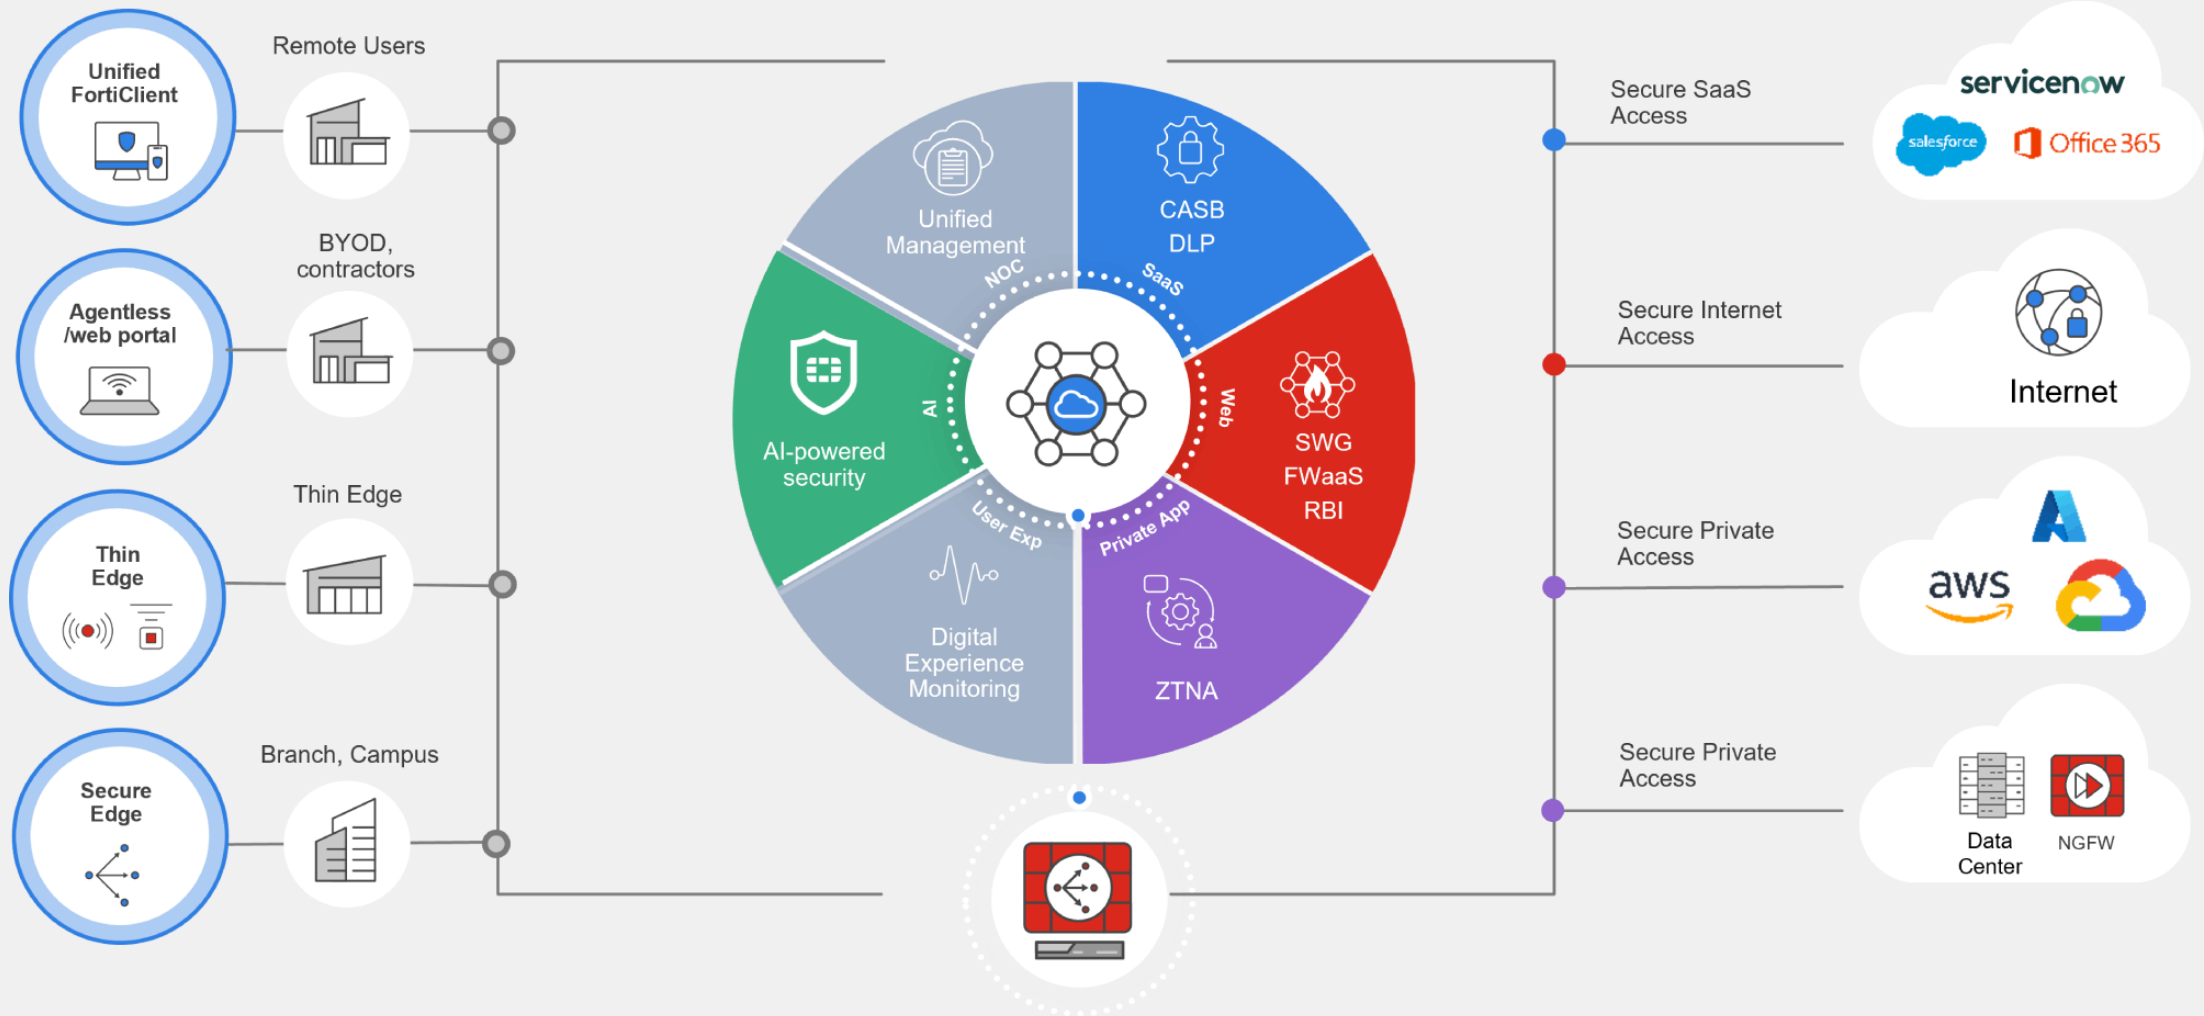 Unified
FortiClient
Remote Users
Agentless
/web portal
BYOD,
contractors
Thin
Edge
Thin Edge
Secure
Edge
Branch, Campus
Unified
Management
NOC
CASB
DLP
SaaS
AI-powered
security
AI
SWG
FWaaS
RBI
Web
Digital
Experience
Monitoring
User Exp
ZTNA
Private App
Secure SaaS
Access
servicenow
salesforce
Office 365
Secure Internet
Access
Internet
Secure Private
Access
aws
Secure Private
Access
Data
Center
NGFW